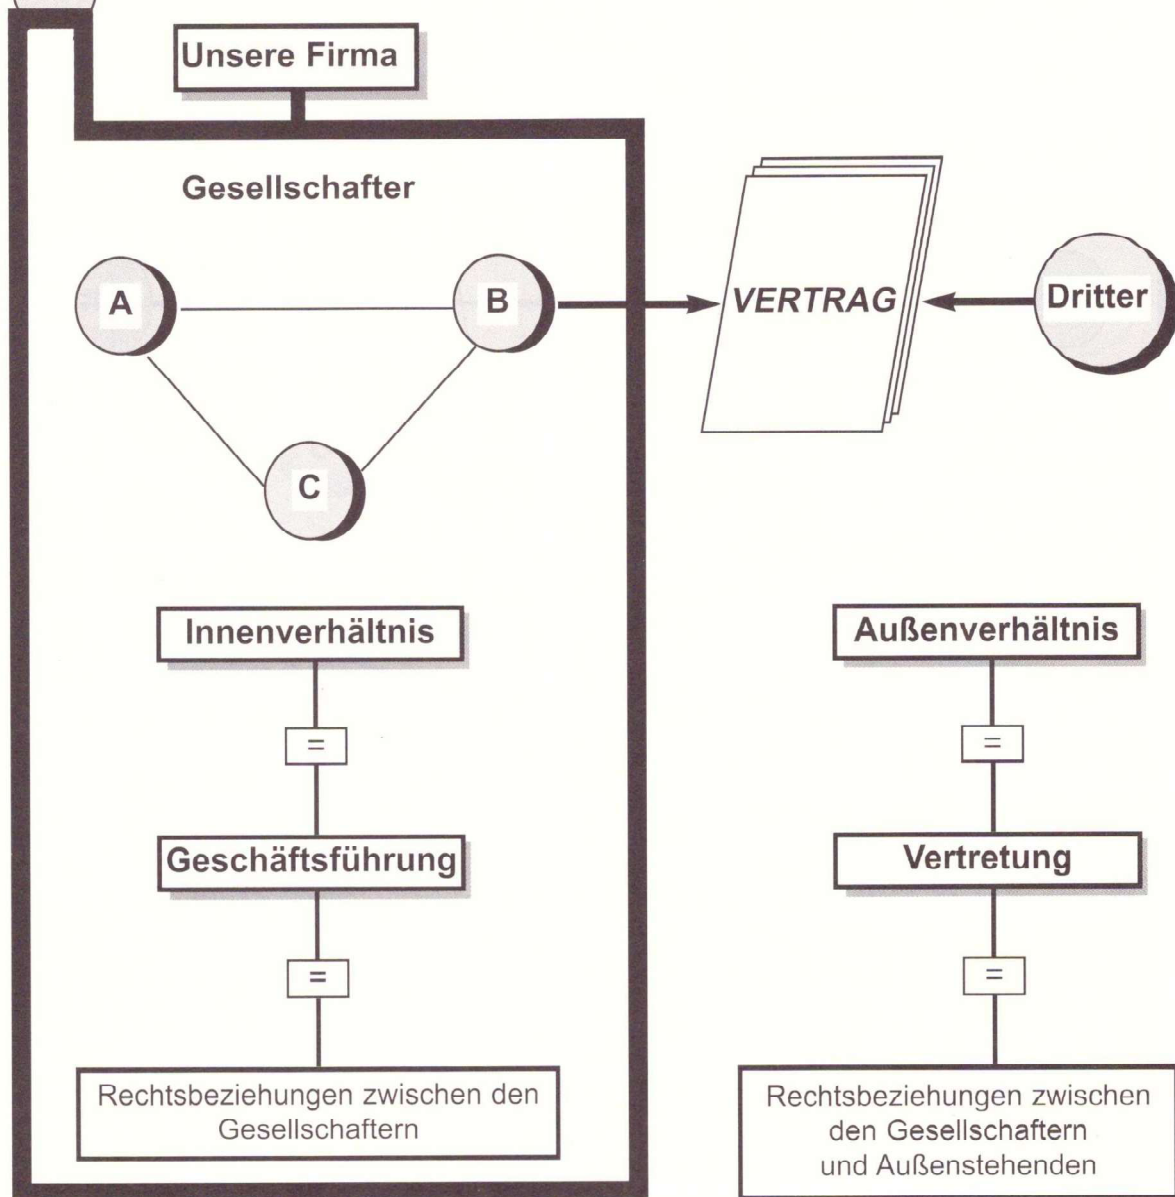 Unsere Firma
Gesellschafter
A
B
VERTRAG
Dritter
C
Innenverhältnis
=
Geschäftsführung
=
Rechtsbeziehungen zwischen den
Gesellschaftern
Außenverhältnis
=
Vertretung
=
Rechtsbeziehungen zwischen
den Gesellschaftern
und Außenstehenden